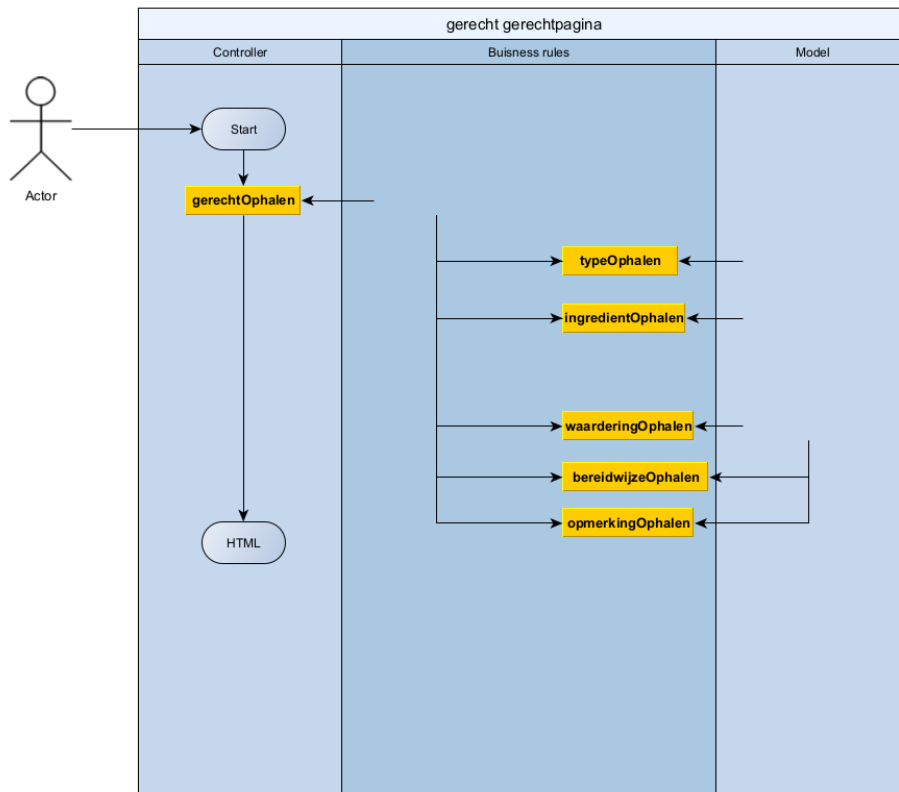 gerecht gerechtpagina
Controller
Buisness rules
Model
Start
Actor
gerechtOphalen
typeOphalen
ingredientOphalen
waarderingOphalen
bereidwijzeOphalen
opmerkingOphalen
HTML